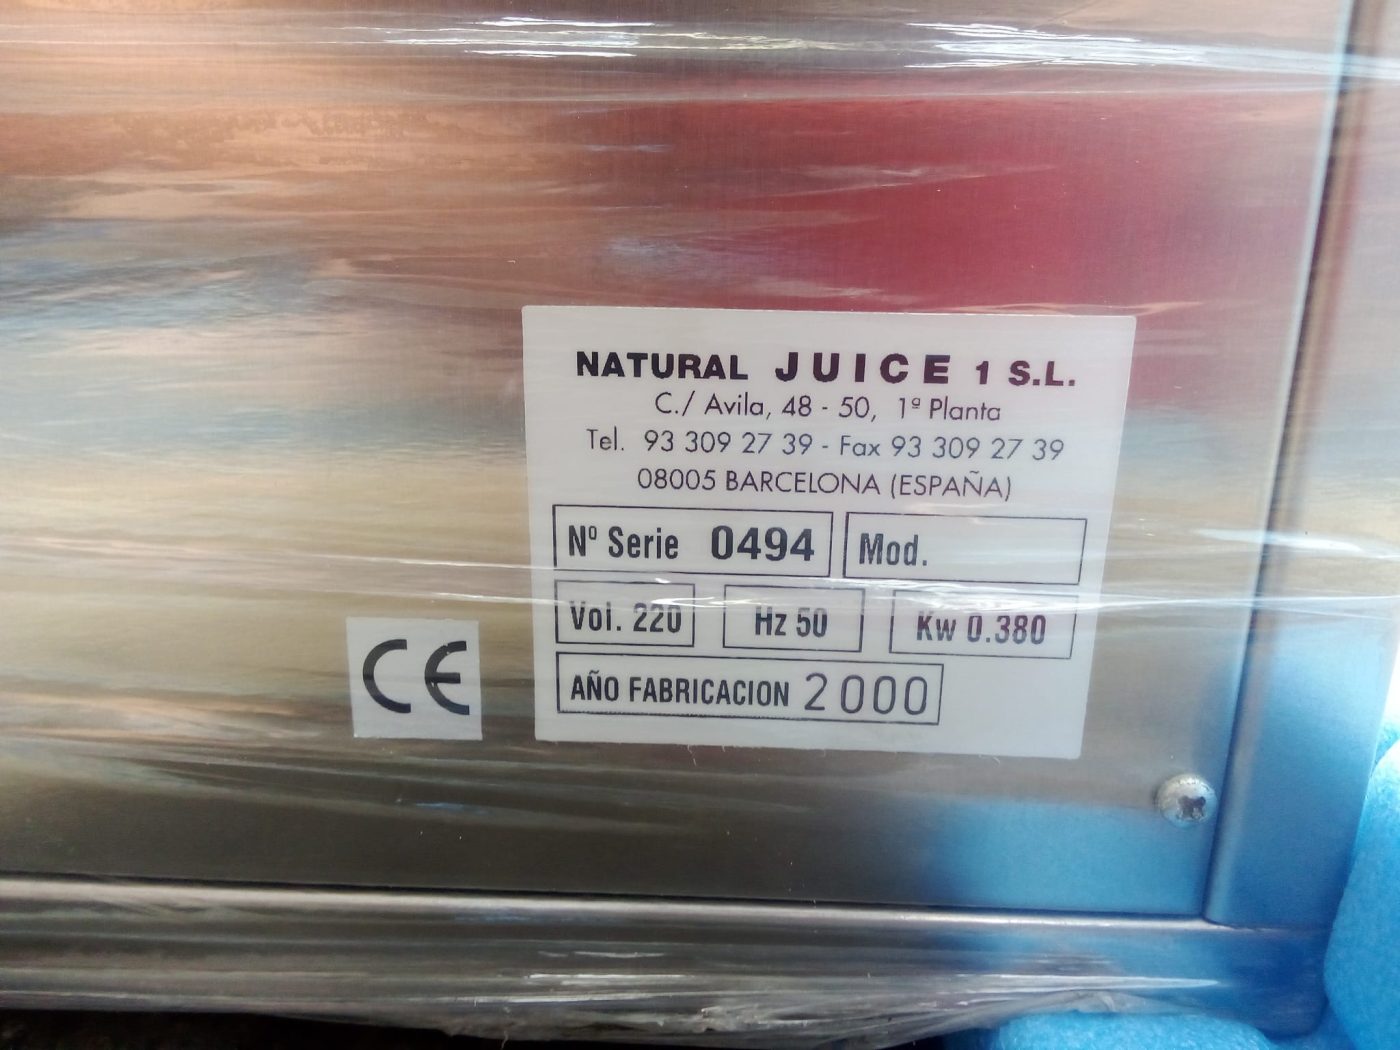 NATURAL JUICE 1 S.L.
C./ Avila, 48 - 50, 1ª Planta
Tel. 93 309 27 39 - Fax 93 309 27 39
08005 BARCELONA (ESPAÑA)
Nº Serie 0494 Mod.
Vol. 220 Hz 50 Kw 0.380
AÑO FABRICACION 2000
CE